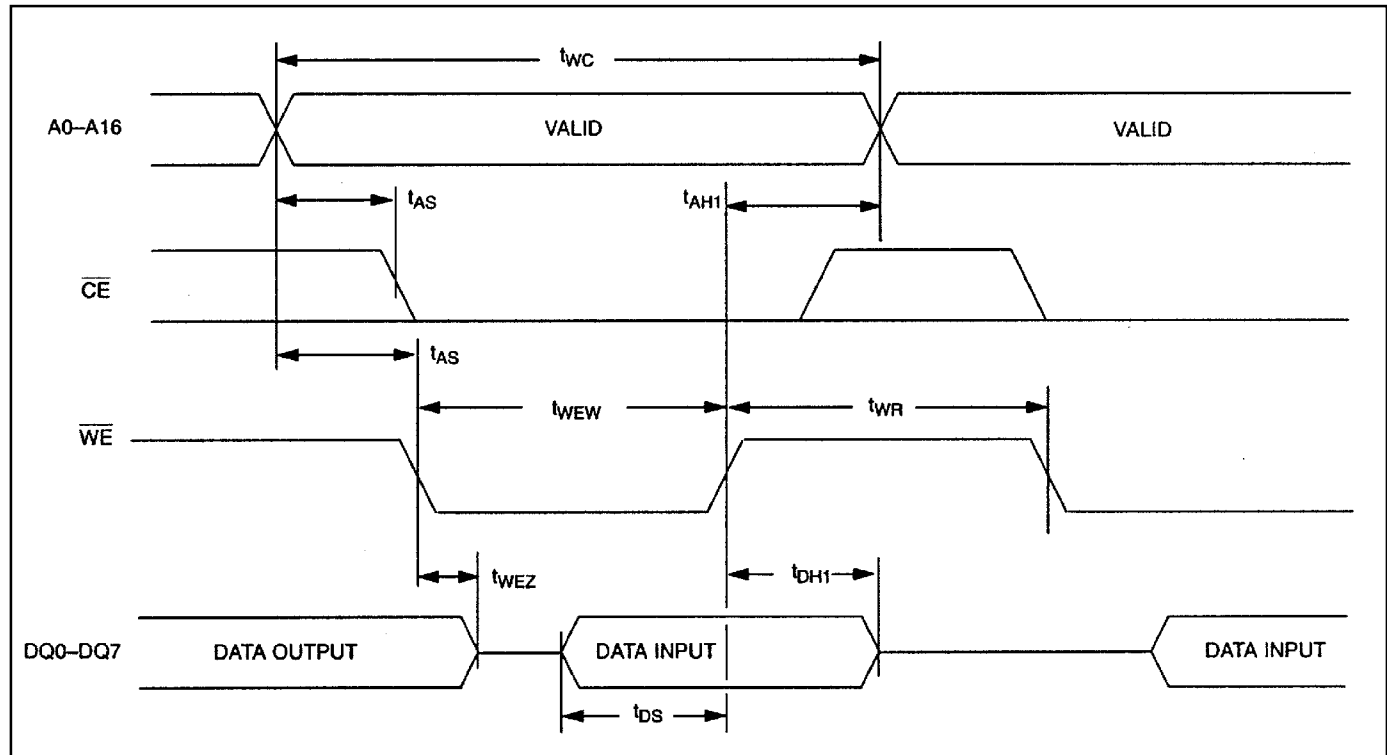 tWC
A0–A16 VALID VALID
tAS tAH1
CE
tAS
tWEW tWR
WE
tWEZ tDH1
DQ0–DQ7 DATA OUTPUT DATA INPUT DATA INPUT
tDS